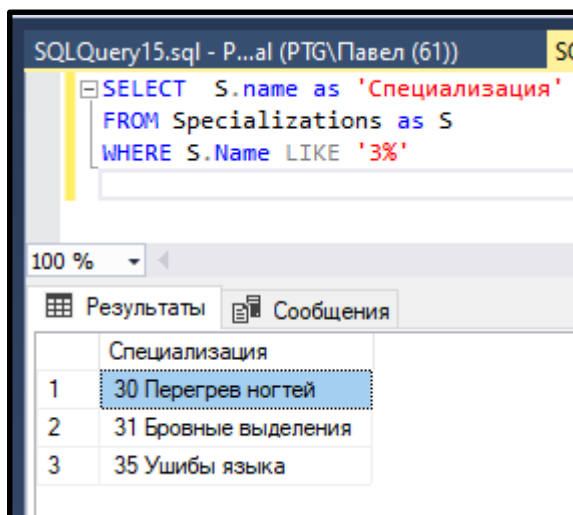 SQLQuery15.sql - P...al (PTG\Павел (61))
SELECT S.name as 'Специализация'
FROM Specializations as S
WHERE S.Name LIKE '3%'
100 %
Результаты Сообщения
Специализация
1 30 Перегрев ногтей
2 31 Бровные выделения
3 35 Ушибы языка